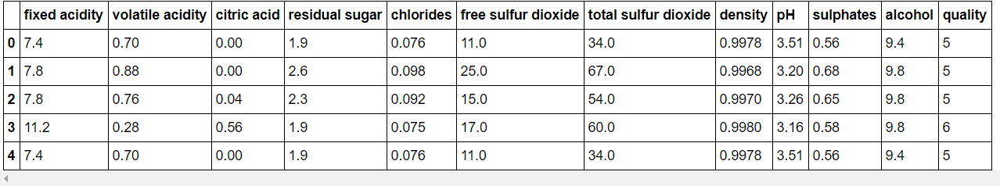 fixed acidity volatile acidity citric acid residual sugar chlorides free sulfur dioxide total sulfur dioxide density pH sulphates alcohol quality
0 7.4 0.70 0.00 1.9 0.076 11.0 34.0 0.9978 3.51 0.56 9.4 5
1 7.8 0.88 0.00 2.6 0.098 25.0 67.0 0.9968 3.20 0.68 9.8 5
2 7.8 0.76 0.04 2.3 0.092 15.0 54.0 0.9970 3.26 0.65 9.8 5
3 11.2 0.28 0.56 1.9 0.075 17.0 60.0 0.9980 3.16 0.58 9.8 6
4 7.4 0.70 0.00 1.9 0.076 11.0 34.0 0.9978 3.51 0.56 9.4 5